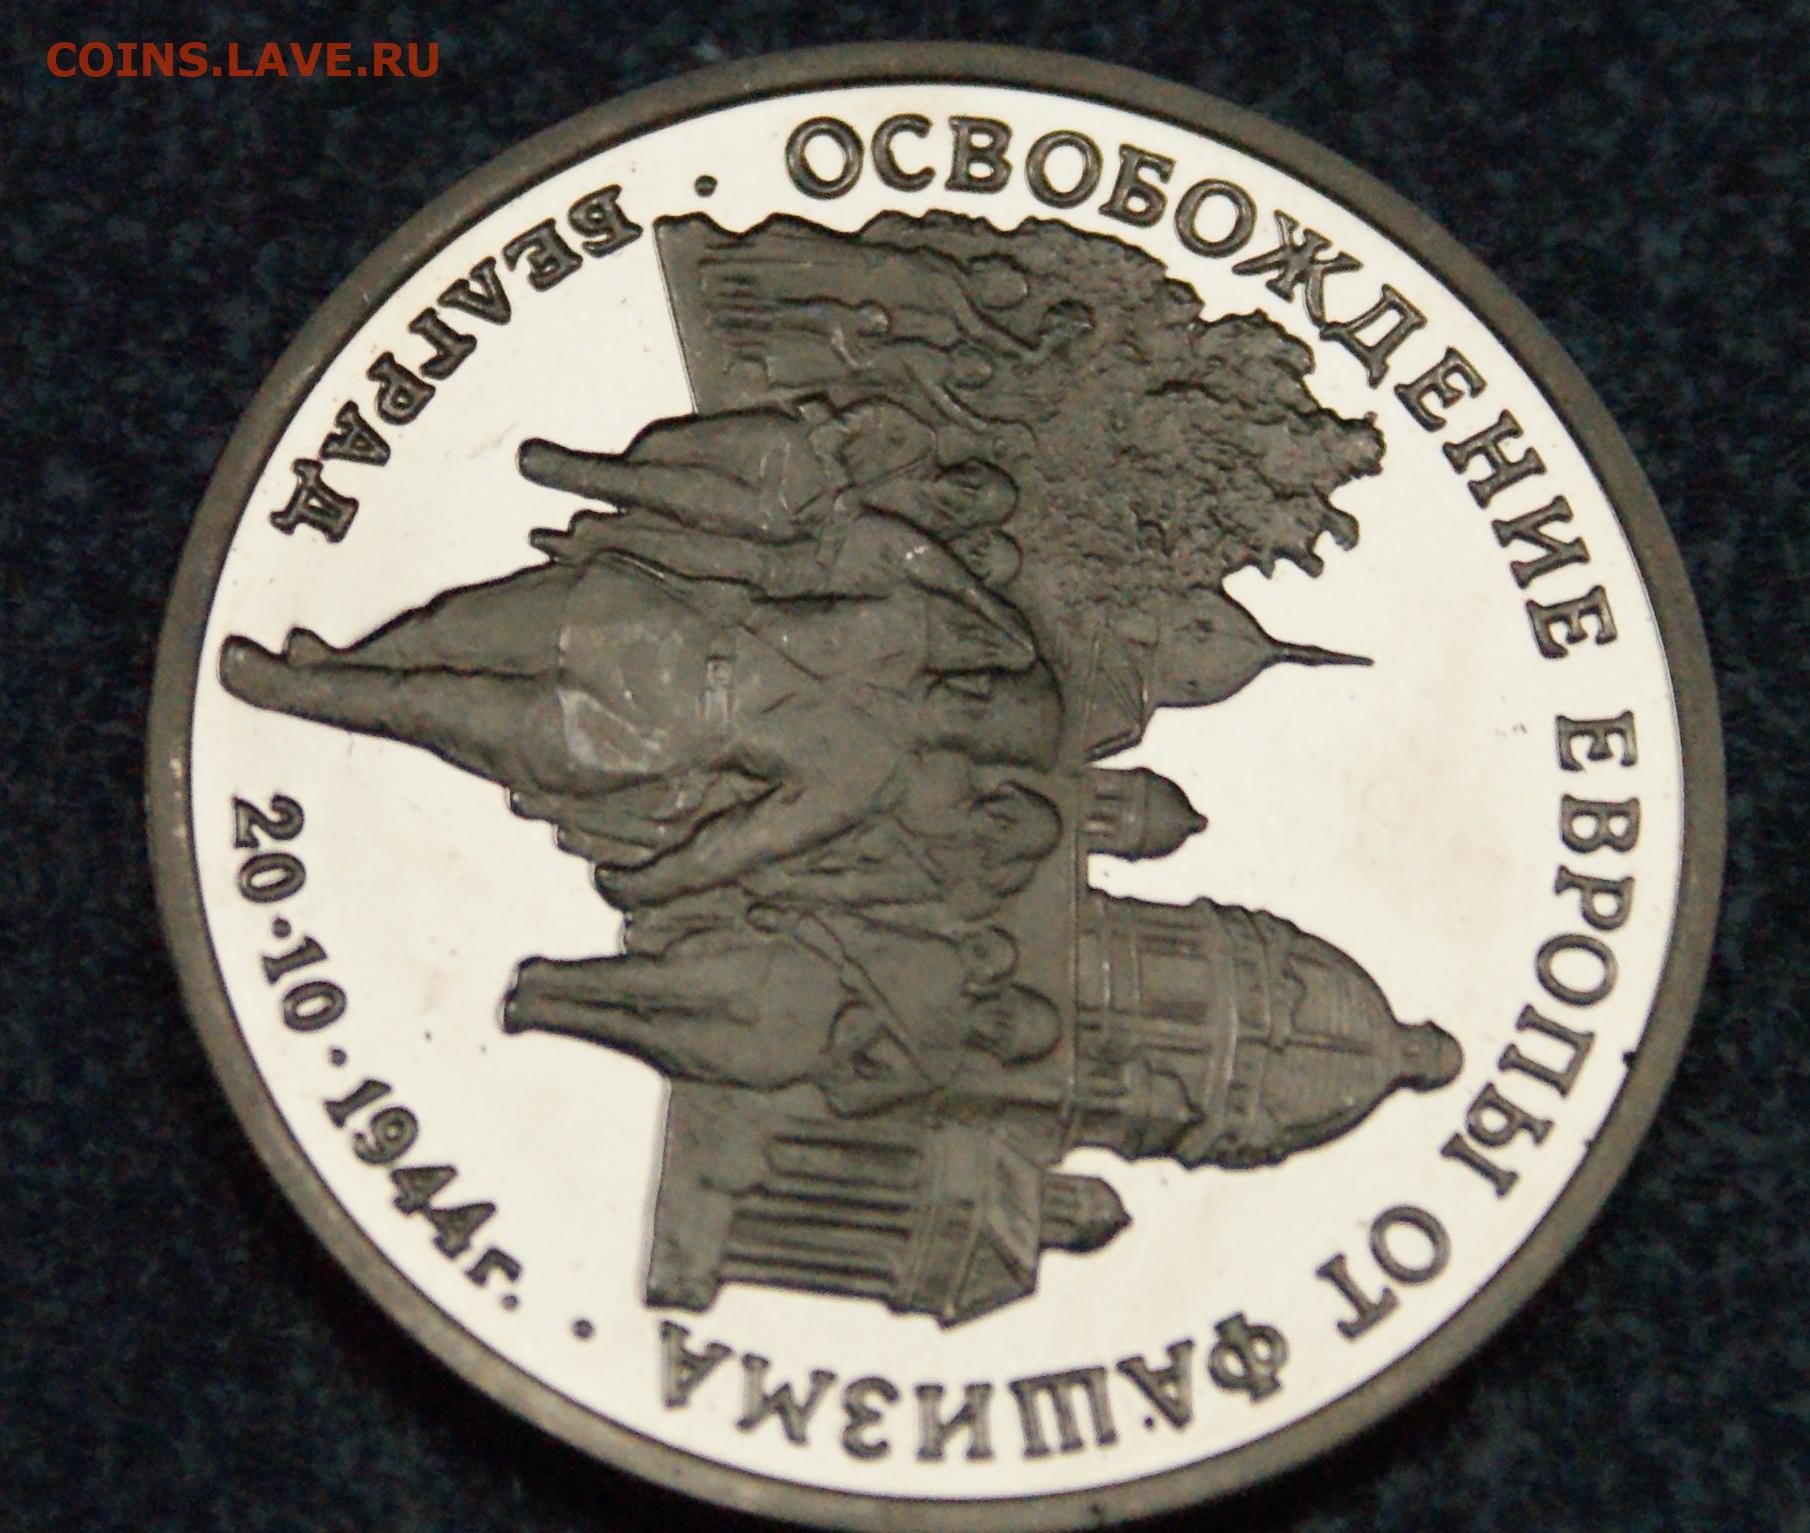 COINS.LAVE.RU
· ОСВОБОЖДЕНИЕ ЕВРОПЫ ОТ ФАШИЗМА ·
БЕЛГРАД
20·10·1944г.